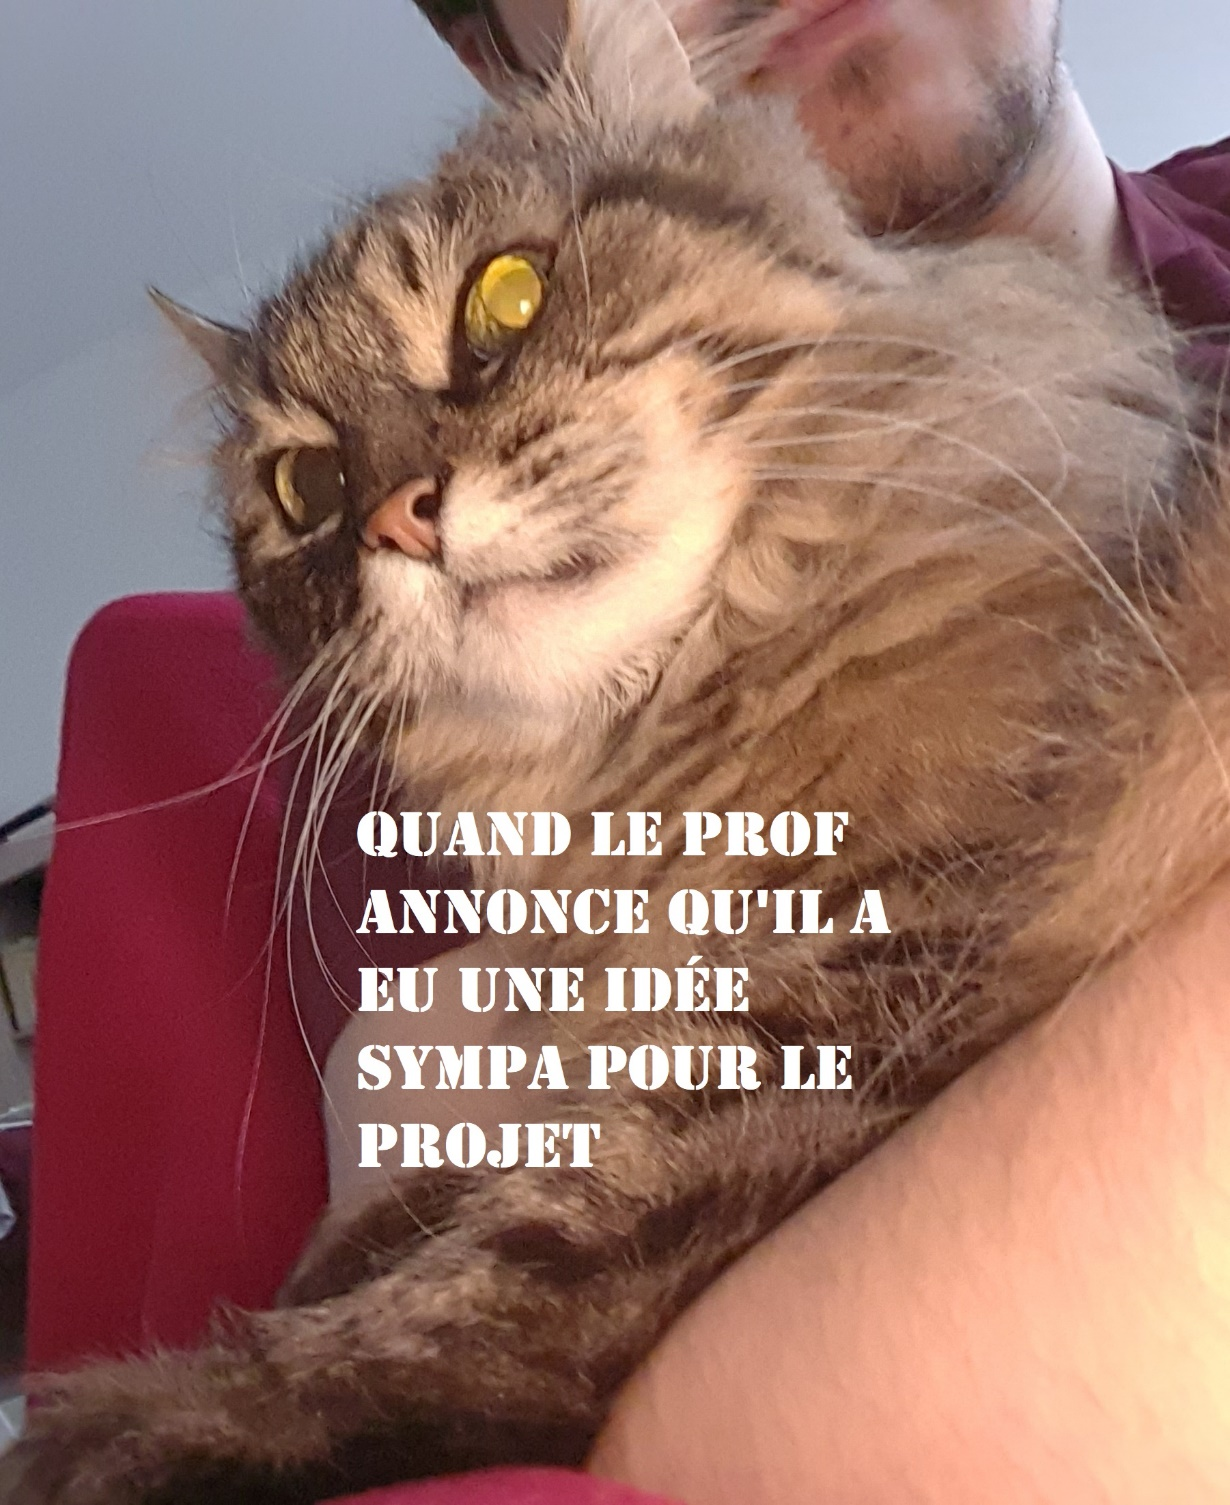 QUAND LE PROF
ANNONCE QU'IL A
EU UNE IDÉE
SYMPA POUR LE
PROJET